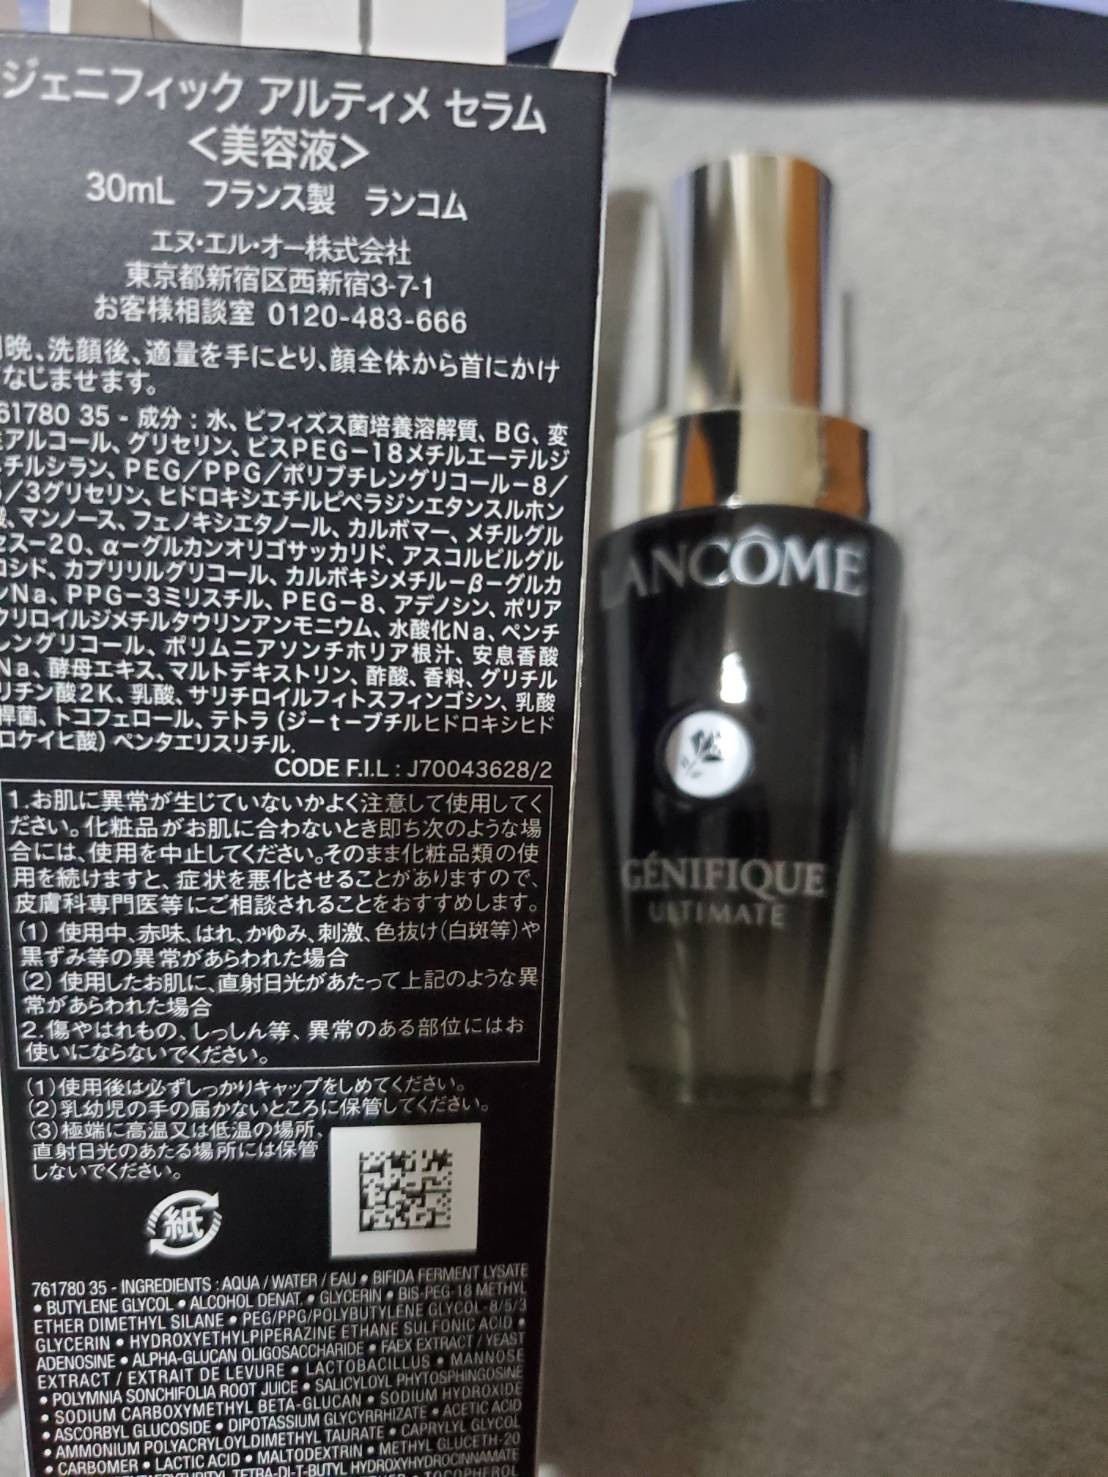 ジェニフィック アルティメ セラム
＜美容液＞
30mL フランス製 ランコム
エヌ・エル・オー株式会社
東京都新宿区西新宿3-7-1
お客様相談室 0120-483-666
晩、洗顔後、適量を手にとり、顔全体から首にかけ
なじませます。
61780 35 - 成分：水、ビフィズス菌培養溶解質、BG、変
アルコール、グリセリン、ビスPEG-18メチルエーテルジ
チルシラン、PEG/PPG/ポリブチレングリコール-8/
5/3グリセリン、ヒドロキシエチルピペラジンエタンスルホン
酸、マンノース、フェノキシエタノール、カルボマー、メチルグル
セス-20、α-グルカンオリゴサッカリド、アスコルビルグル
コシド、カプリリルグリコール、カルボキシメチル-β-グルカ
ンNa、PPG-3ミリスチル、PEG-8、アデノシン、ポリア
クリロイルジメチルタウリンアンモニウム、水酸化Na、ペンチ
レングリコール、ポリムニアソンチホリア根汁、安息香酸
Na、酵母エキス、マルトデキストリン、酢酸、香料、グリチル
リチン酸2K、乳酸、サリチロイルフィトスフィンゴシン、乳酸
桿菌、トコフェロール、テトラ（ジ-t-ブチルヒドロキシヒド
ロケイヒ酸）ペンタエリスリチル.
CODE F.I.L : J70043628/2
1.お肌に異常が生じていないかよく注意して使用してく
ださい。化粧品がお肌に合わないとき即ち次のような場
合には、使用を中止してください。そのまま化粧品類の使
用を続けますと、症状を悪化させることがありますので、
皮膚科専門医等にご相談されることをおすすめします。
(1) 使用中、赤味、はれ、かゆみ、刺激、色抜け(白斑等)や
黒ずみ等の異常があらわれた場合
(2) 使用したお肌に、直射日光があたって上記のような異
常があらわれた場合
2.傷やはれもの、しっしん等、異常のある部位にはお
使いにならないでください。
(1)使用後は必ずしっかりキャップをしめてください。
(2)乳幼児の手の届かないところに保管してください。
(3)極端に高温又は低温の場所、
直射日光のあたる場所には保管
しないでください。
紙
761780 35 - INGREDIENTS : AQUA / WATER / EAU • BIFIDA FERMENT LYSATE
• BUTYLENE GLYCOL • ALCOHOL DENAT. • GLYCERIN • BIS-PEG-18 METHYL
ETHER DIMETHYL SILANE • PEG/PPG/POLYBUTYLENE GLYCOL-8/5/3
GLYCERIN • HYDROXYETHYLPIPERAZINE ETHANE SULFONIC ACID •
ADENOSINE • ALPHA-GLUCAN OLIGOSACCHARIDE • FAEX EXTRACT / YEAST
EXTRACT / EXTRAIT DE LEVURE • LACTOBACILLUS • MANNOSE
• POLYMNIA SONCHIFOLIA ROOT JUICE • SALICYLOYL PHYTOSPHINGOSINE
• SODIUM CARBOXYMETHYL BETA-GLUCAN • SODIUM HYDROXIDE
• ASCORBYL GLUCOSIDE • DIPOTASSIUM GLYCYRRHIZATE • ACETIC ACID
• AMMONIUM POLYACRYLOYLDIMETHYL TAURATE • CAPRYLYL GLYCOL
• CARBOMER • LACTIC ACID • MALTODEXTRIN • METHYL GLUCETH-20
TETRA-DI-T-BUTYL HYDROXYHYDROCINNAMATE
TOCOPHEROL
LANCÔME
GÉNIFIQUE
ULTIMATE